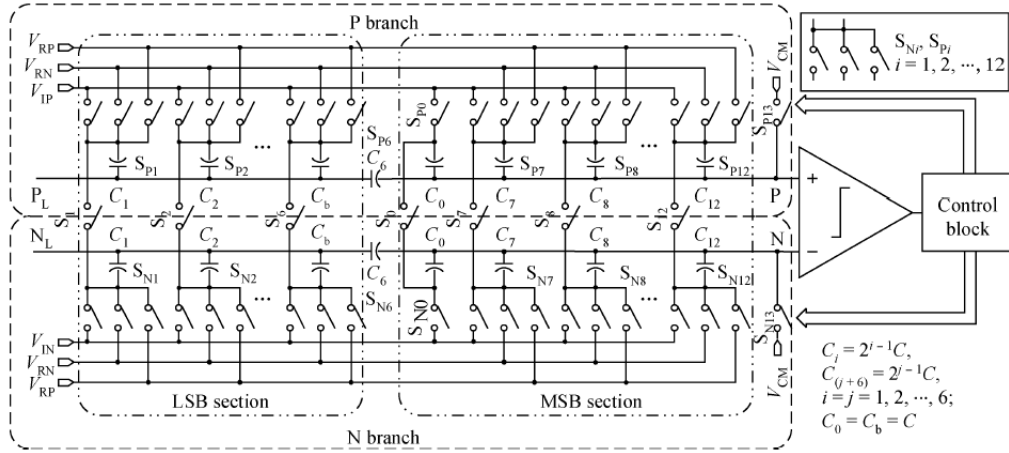 P branch
V_RP
V_RN
V_IP
V_CM
S_Ni, S_Pi
i = 1, 2, ···, 12
S_P0
S_P13
S_P1
S_P2
...
S_P6
C_6
S_P7
S_P8
...
S_P12
P_L
P
+
S_1
C_1
S_2
C_2
S_6
C_b
S_0
C_0
S_7
C_7
S_8
C_8
S_12
C_12
Control
block
N_L
C_1
C_2
C_b
C_6
C_0
C_7
C_8
C_12
N
−
S_N1
S_N2
...
S_N6
S_N0
S_N7
S_N8
...
S_N12
S_N13
V_IN
V_RN
V_RP
V_CM
LSB section
MSB section
N branch
C_i = 2^{i−1}C,
C_(j+6) = 2^{j−1}C,
i = j = 1, 2, ···, 6;
C_0 = C_b = C